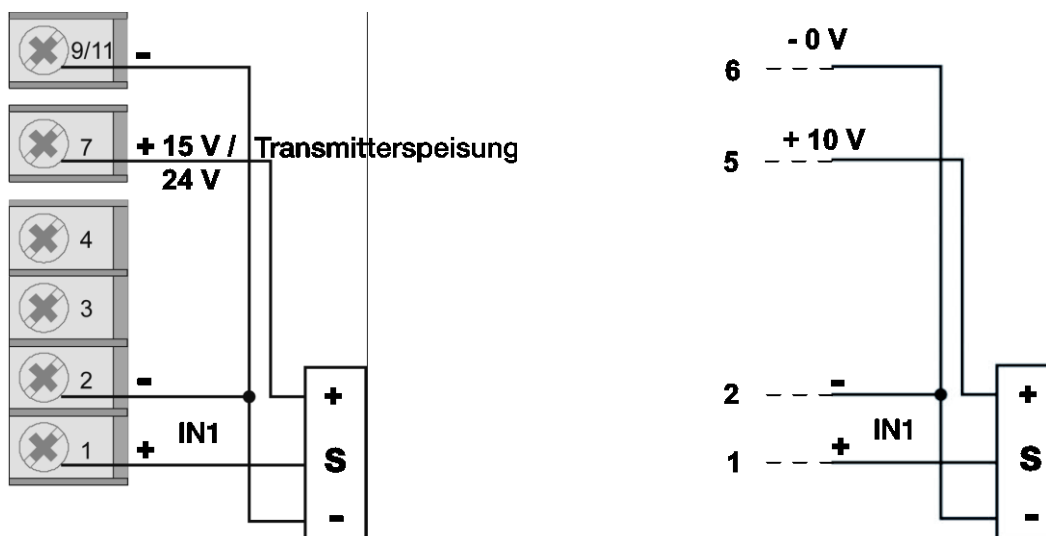 9/11 -
7 + 15 V / Transmitterspeisung
24 V
4
3
2 -
IN1
1 +
+
S
-
- 0 V
6
+ 10 V
5
2 -
IN1
1 +
+
S
-